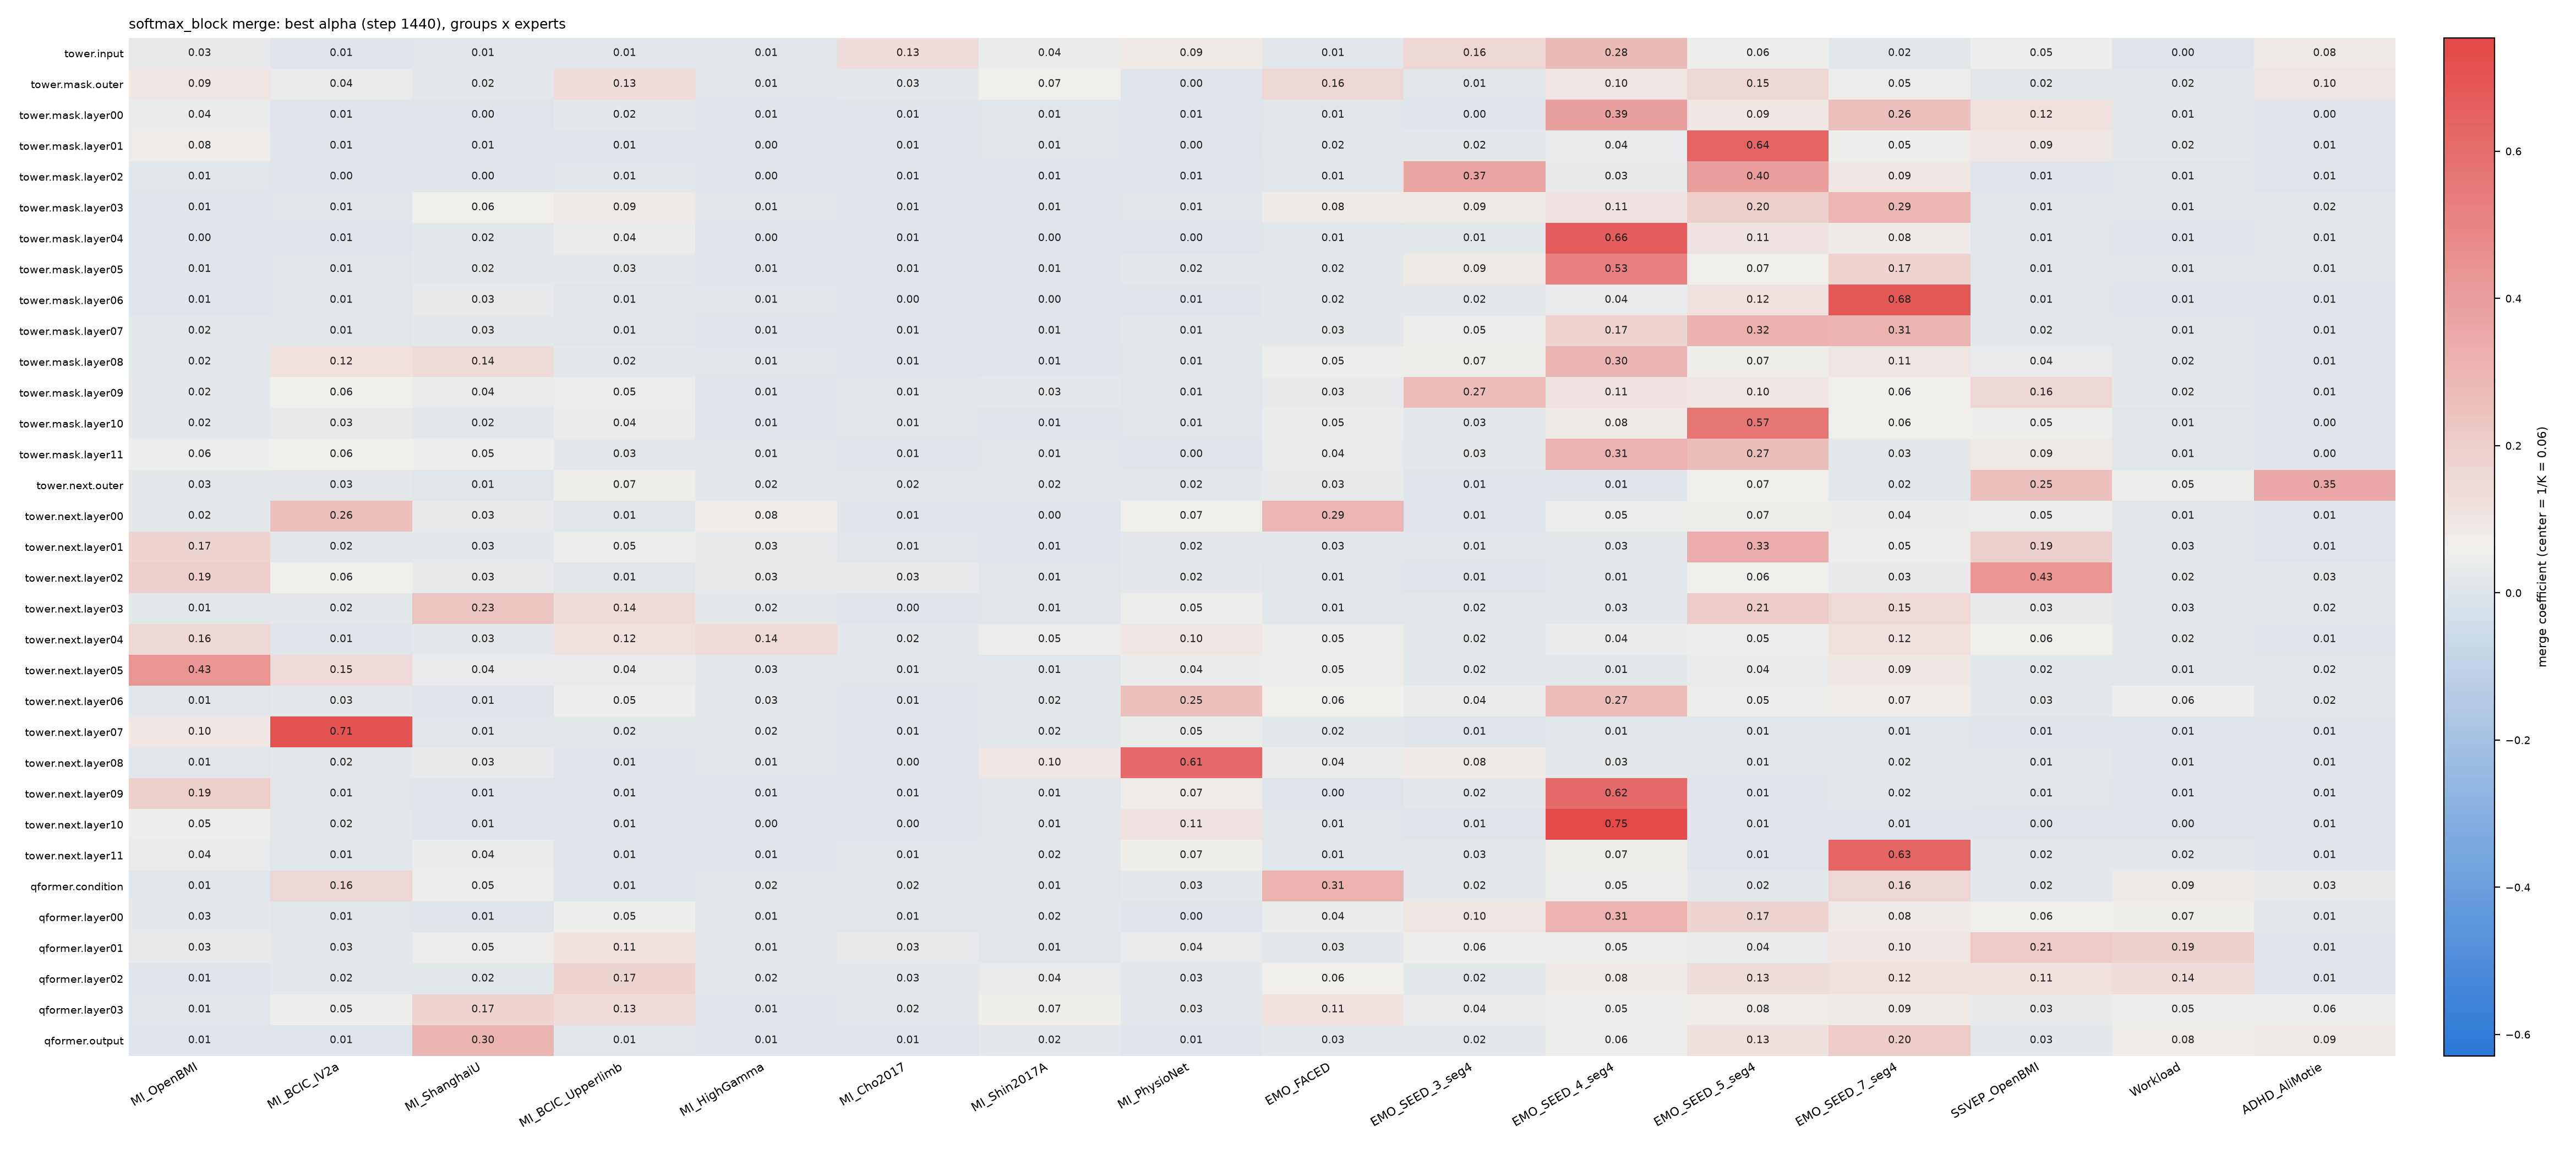 softmax_block merge: best alpha (step 1440), groups x experts
tower.input 0.03 0.01 0.01 0.01 0.01 0.13 0.04 0.09 0.01 0.16 0.28 0.06 0.02 0.05 0.00 0.08
tower.mask.outer 0.09 0.04 0.02 0.13 0.01 0.03 0.07 0.00 0.16 0.01 0.10 0.15 0.05 0.02 0.02 0.10
tower.mask.layer00 0.04 0.01 0.00 0.02 0.01 0.01 0.01 0.01 0.01 0.00 0.39 0.09 0.26 0.12 0.01 0.00
tower.mask.layer01 0.08 0.01 0.01 0.01 0.00 0.01 0.01 0.00 0.02 0.02 0.04 0.64 0.05 0.09 0.02 0.01
tower.mask.layer02 0.01 0.00 0.00 0.01 0.00 0.01 0.01 0.01 0.01 0.37 0.03 0.40 0.09 0.01 0.01 0.01
tower.mask.layer03 0.01 0.01 0.06 0.09 0.01 0.01 0.01 0.01 0.08 0.09 0.11 0.20 0.29 0.01 0.01 0.02
tower.mask.layer04 0.00 0.01 0.02 0.04 0.00 0.01 0.00 0.00 0.01 0.01 0.66 0.11 0.08 0.01 0.01 0.01
tower.mask.layer05 0.01 0.01 0.02 0.03 0.01 0.01 0.01 0.02 0.02 0.09 0.53 0.07 0.17 0.01 0.01 0.01
tower.mask.layer06 0.01 0.01 0.03 0.01 0.01 0.00 0.00 0.01 0.02 0.02 0.04 0.12 0.68 0.01 0.01 0.01
tower.mask.layer07 0.02 0.01 0.03 0.01 0.01 0.01 0.01 0.01 0.03 0.05 0.17 0.32 0.31 0.02 0.01 0.01
tower.mask.layer08 0.02 0.12 0.14 0.02 0.01 0.01 0.01 0.01 0.05 0.07 0.30 0.07 0.11 0.04 0.02 0.01
tower.mask.layer09 0.02 0.06 0.04 0.05 0.01 0.01 0.03 0.01 0.03 0.27 0.11 0.10 0.06 0.16 0.02 0.01
tower.mask.layer10 0.02 0.03 0.02 0.04 0.01 0.01 0.01 0.01 0.05 0.03 0.08 0.57 0.06 0.05 0.01 0.00
tower.mask.layer11 0.06 0.06 0.05 0.03 0.01 0.01 0.01 0.00 0.04 0.03 0.31 0.27 0.03 0.09 0.01 0.00
tower.next.outer 0.03 0.03 0.01 0.07 0.02 0.02 0.02 0.02 0.03 0.01 0.01 0.07 0.02 0.25 0.05 0.35
tower.next.layer00 0.02 0.26 0.03 0.01 0.08 0.01 0.00 0.07 0.29 0.01 0.05 0.07 0.04 0.05 0.01 0.01
tower.next.layer01 0.17 0.02 0.03 0.05 0.03 0.01 0.01 0.02 0.03 0.01 0.03 0.33 0.05 0.19 0.03 0.01
tower.next.layer02 0.19 0.06 0.03 0.01 0.03 0.03 0.01 0.02 0.01 0.01 0.01 0.06 0.03 0.43 0.02 0.03
tower.next.layer03 0.01 0.02 0.23 0.14 0.02 0.00 0.01 0.05 0.01 0.02 0.03 0.21 0.15 0.03 0.03 0.02
tower.next.layer04 0.16 0.01 0.03 0.12 0.14 0.02 0.05 0.10 0.05 0.02 0.04 0.05 0.12 0.06 0.02 0.01
tower.next.layer05 0.43 0.15 0.04 0.04 0.03 0.01 0.01 0.04 0.05 0.02 0.01 0.04 0.09 0.02 0.01 0.02
tower.next.layer06 0.01 0.03 0.01 0.05 0.03 0.01 0.02 0.25 0.06 0.04 0.27 0.05 0.07 0.03 0.06 0.02
tower.next.layer07 0.10 0.71 0.01 0.02 0.02 0.01 0.02 0.05 0.02 0.01 0.01 0.01 0.01 0.01 0.01 0.01
tower.next.layer08 0.01 0.02 0.03 0.01 0.01 0.00 0.10 0.61 0.04 0.08 0.03 0.01 0.02 0.01 0.01 0.01
tower.next.layer09 0.19 0.01 0.01 0.01 0.01 0.01 0.01 0.07 0.00 0.02 0.62 0.01 0.02 0.01 0.01 0.01
tower.next.layer10 0.05 0.02 0.01 0.01 0.00 0.00 0.01 0.11 0.01 0.01 0.75 0.01 0.01 0.00 0.00 0.01
tower.next.layer11 0.04 0.01 0.04 0.01 0.01 0.01 0.02 0.07 0.01 0.03 0.07 0.01 0.63 0.02 0.02 0.01
qformer.condition 0.01 0.16 0.05 0.01 0.02 0.02 0.01 0.03 0.31 0.02 0.05 0.02 0.16 0.02 0.09 0.03
qformer.layer00 0.03 0.01 0.01 0.05 0.01 0.01 0.02 0.00 0.04 0.10 0.31 0.17 0.08 0.06 0.07 0.01
qformer.layer01 0.03 0.03 0.05 0.11 0.01 0.03 0.01 0.04 0.03 0.06 0.05 0.04 0.10 0.21 0.19 0.01
qformer.layer02 0.01 0.02 0.02 0.17 0.02 0.03 0.04 0.03 0.06 0.02 0.08 0.13 0.12 0.11 0.14 0.01
qformer.layer03 0.01 0.05 0.17 0.13 0.01 0.02 0.07 0.03 0.11 0.04 0.05 0.08 0.09 0.03 0.05 0.06
qformer.output 0.01 0.01 0.30 0.01 0.01 0.01 0.02 0.01 0.03 0.02 0.06 0.13 0.20 0.03 0.08 0.09
MI_OpenBMI MI_BCIC_IV2a MI_ShanghaiU MI_BCIC_Upperlimb MI_HighGamma MI_Cho2017 MI_Shin2017A MI_PhysioNet EMO_FACED EMO_SEED_3_seg4 EMO_SEED_4_seg4 EMO_SEED_5_seg4 EMO_SEED_7_seg4 SSVEP_OpenBMI Workload ADHD_AliMotie
0.6
0.4
0.2
0.0
−0.2
−0.4
−0.6
merge coefficient (center = 1/K = 0.06)